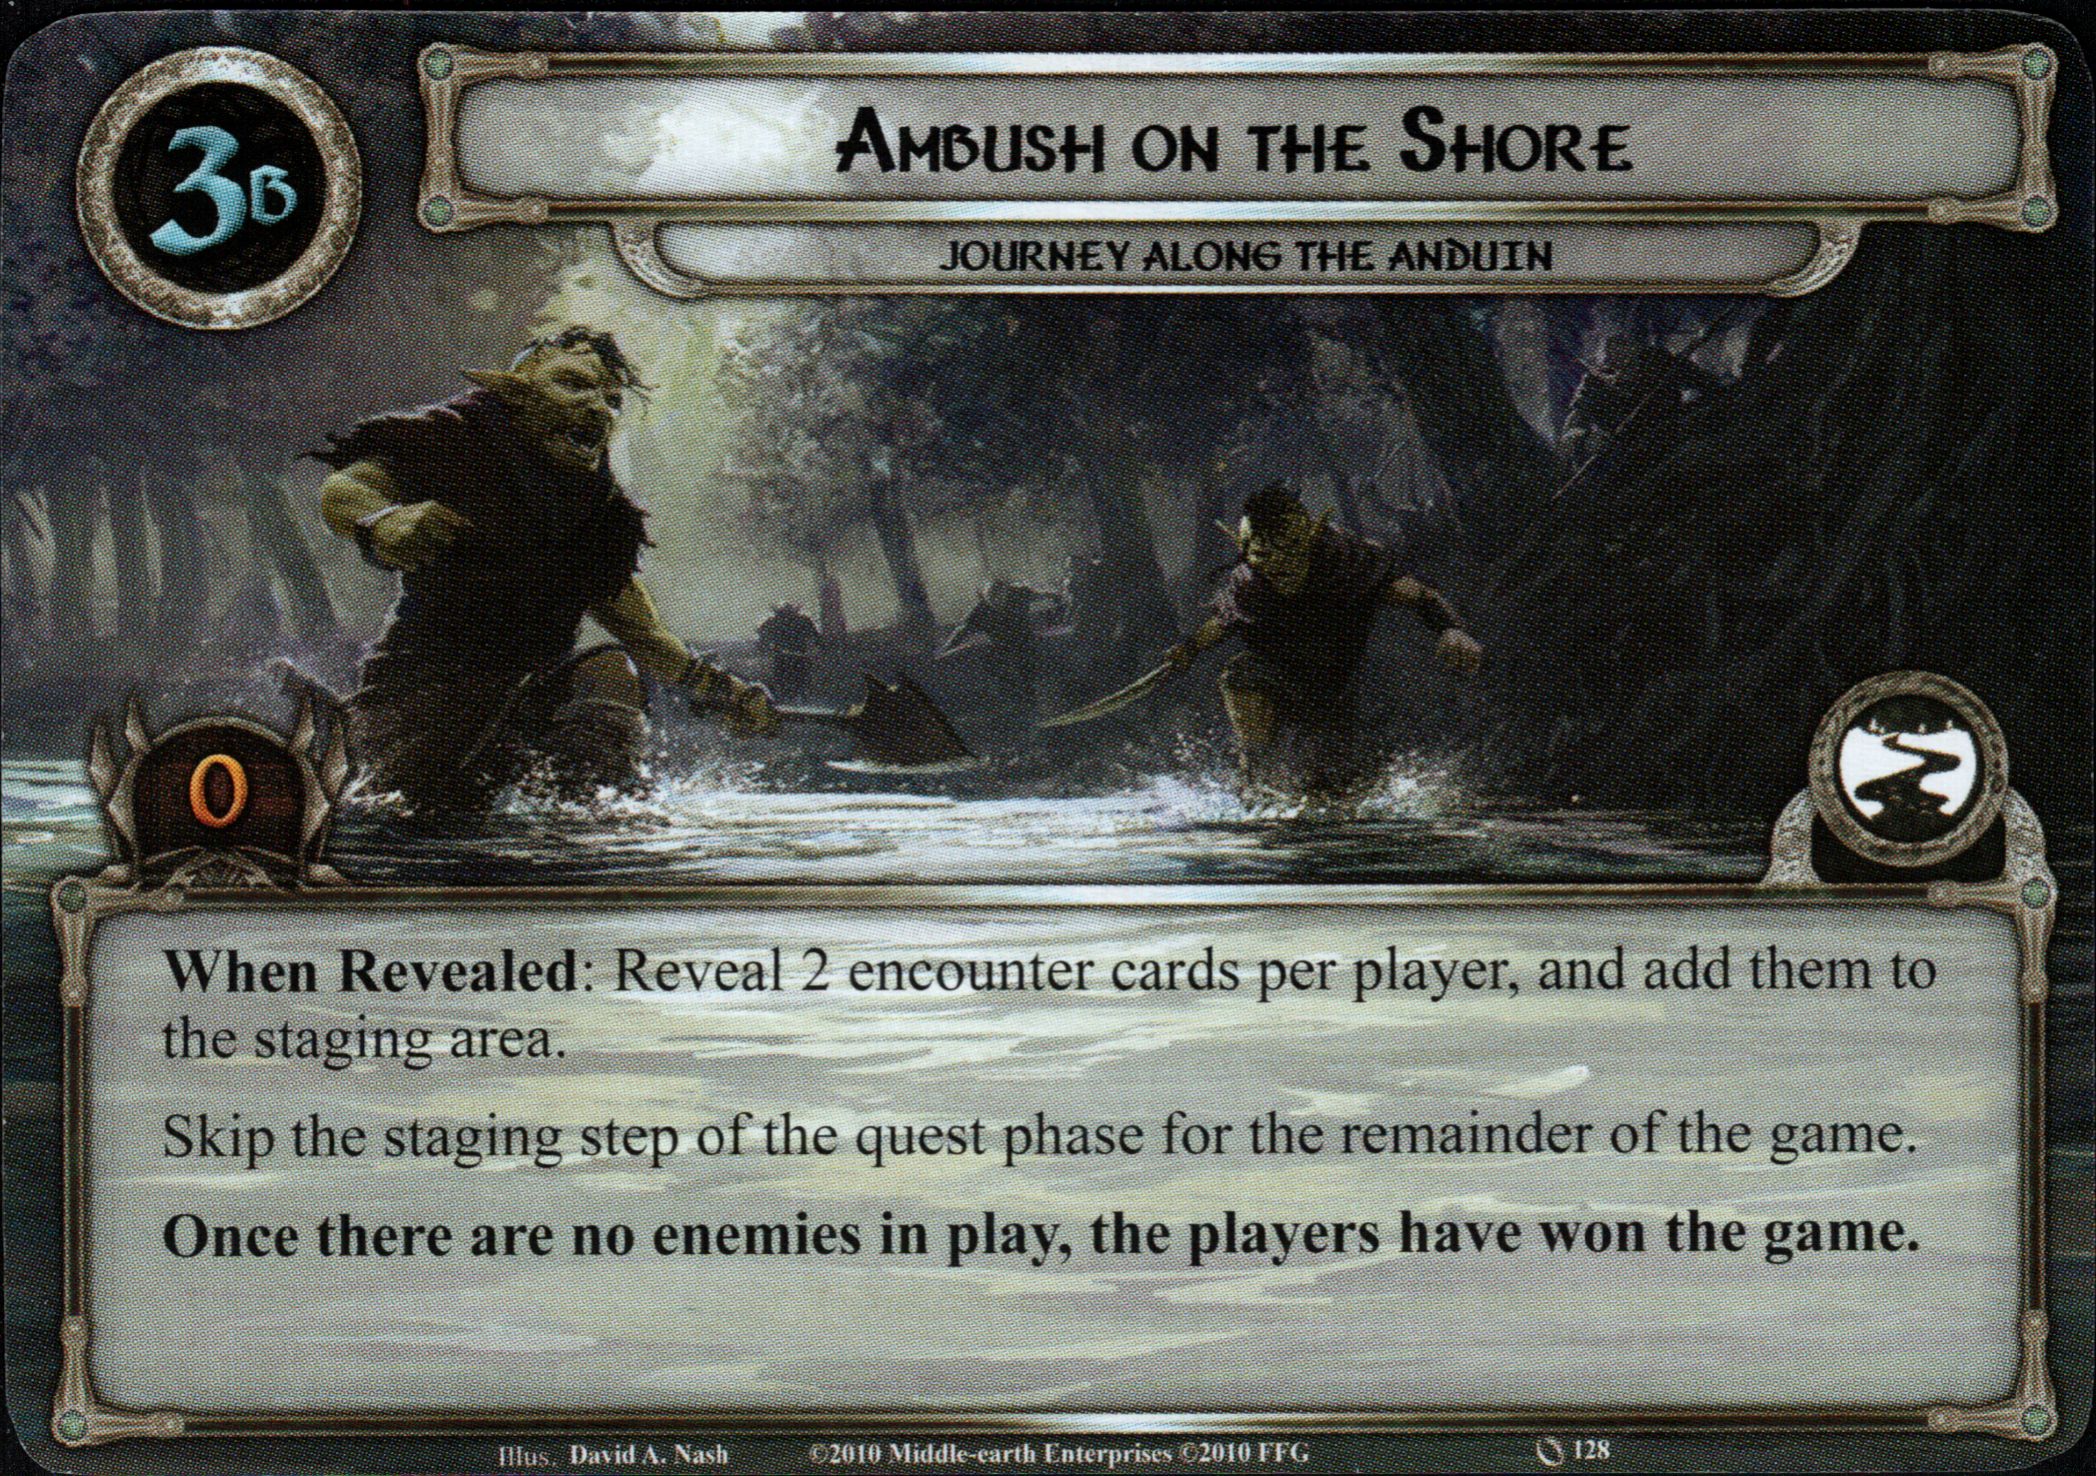 3B
AMBUSH ON THE SHORE
JOURNEY ALONG THE ANDUIN
0
When Revealed: Reveal 2 encounter cards per player, and add them to
the staging area.
Skip the staging step of the quest phase for the remainder of the game.
Once there are no enemies in play, the players have won the game.
Illus. David A. Nash ©2010 Middle-earth Enterprises ©2010 FFG 128